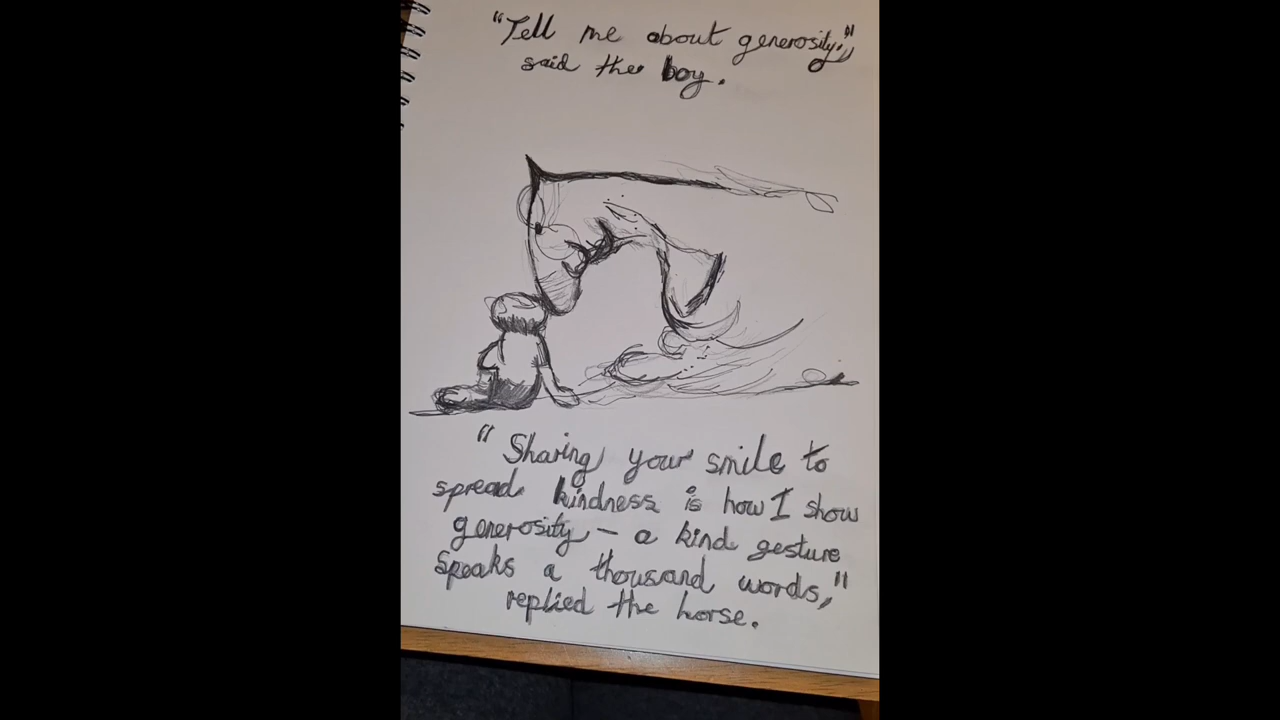 "Tell me about generosity,"
said the boy.
"Sharing your smile to
spread kindness is how I show
generosity - a kind gesture
speaks a thousand words,"
replied the horse.